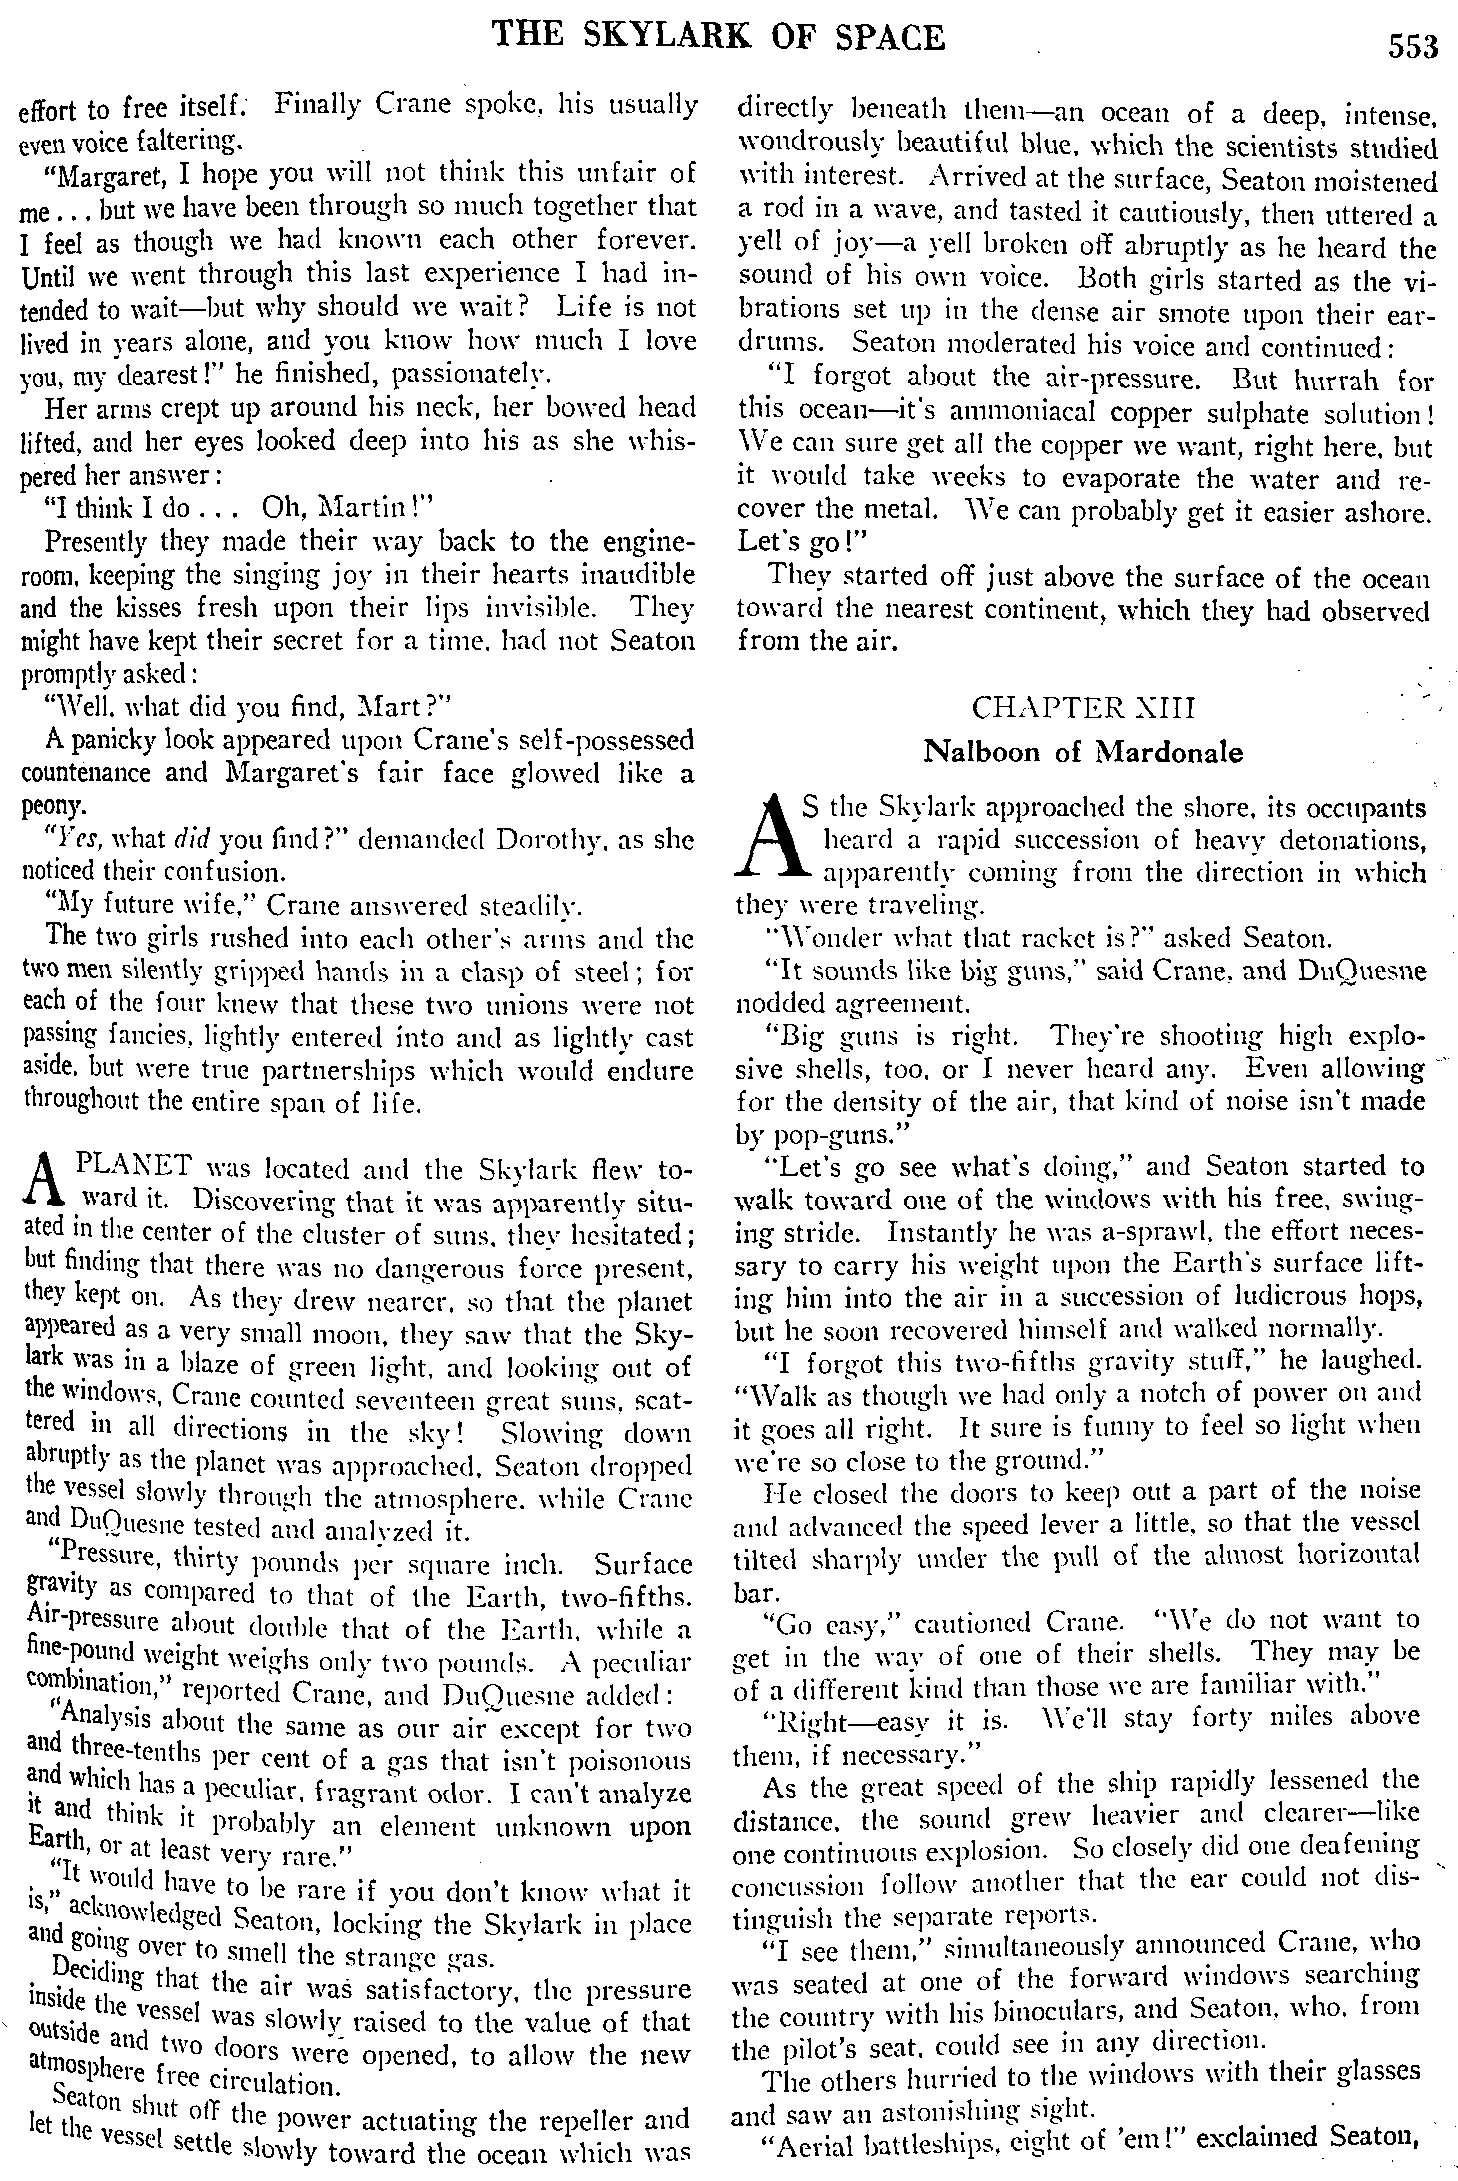 THE SKYLARK OF SPACE
553
effort to free itself. Finally Crane spoke, his usually
even voice faltering.
“Margaret, I hope you will not think this unfair of
me . . . but we have been through so much together that
I feel as though we had known each other forever.
Until we went through this last experience I had in-
tended to wait—but why should we wait? Life is not
lived in years alone, and you know how much I love
you, my dearest!” he finished, passionately.
Her arms crept up around his neck, her bowed head
lifted, and her eyes looked deep into his as she whis-
pered her answer:
“I think I do . . . Oh, Martin!”
Presently they made their way back to the engine-
room, keeping the singing joy in their hearts inaudible
and the kisses fresh upon their lips invisible. They
might have kept their secret for a time, had not Seaton
promptly asked:
“Well, what did you find, Mart?”
A panicky look appeared upon Crane's self-possessed
countenance and Margaret's fair face glowed like a
peony.
“Yes, what did you find?” demanded Dorothy, as she
noticed their confusion.
“My future wife,” Crane answered steadily.
The two girls rushed into each other's arms and the
two men silently gripped hands in a clasp of steel; for
each of the four knew that these two unions were not
passing fancies, lightly entered into and as lightly cast
aside, but were true partnerships which would endure
throughout the entire span of life.
A PLANET was located and the Skylark flew to-
ward it. Discovering that it was apparently situ-
ated in the center of the cluster of suns, they hesitated;
but finding that there was no dangerous force present,
they kept on. As they drew nearer, so that the planet
appeared as a very small moon, they saw that the Sky-
lark was in a blaze of green light, and looking out of
the windows, Crane counted seventeen great suns, scat-
tered in all directions in the sky! Slowing down
abruptly as the planet was approached, Seaton dropped
the vessel slowly through the atmosphere, while Crane
and DuQuesne tested and analyzed it.
“Pressure, thirty pounds per square inch. Surface
gravity as compared to that of the Earth, two-fifths.
Air-pressure about double that of the Earth, while a
fine-pound weight weighs only two pounds. A peculiar
combination,” reported Crane, and DuQuesne added:
“Analysis about the same as our air except for two
and three-tenths per cent of a gas that isn't poisonous
and which has a peculiar, fragrant odor. I can't analyze
it and think it probably an element unknown upon
Earth, or at least very rare.”
“It would have to be rare if you don't know what it
is,” acknowledged Seaton, locking the Skylark in place
and going over to smell the strange gas.
Deciding that the air was satisfactory, the pressure
inside the vessel was slowly raised to the value of that
outside and two doors were opened, to allow the new
atmosphere free circulation.
Seaton shut off the power actuating the repeller and
let the vessel settle slowly toward the ocean which was
directly beneath them—an ocean of a deep, intense,
wondrously beautiful blue, which the scientists studied
with interest. Arrived at the surface, Seaton moistened
a rod in a wave, and tasted it cautiously, then uttered a
yell of joy—a yell broken off abruptly as he heard the
sound of his own voice. Both girls started as the vi-
brations set up in the dense air smote upon their ear-
drums. Seaton moderated his voice and continued:
“I forgot about the air-pressure. But hurrah for
this ocean—it's ammoniacal copper sulphate solution!
We can sure get all the copper we want, right here, but
it would take weeks to evaporate the water and re-
cover the metal. We can probably get it easier ashore.
Let's go!”
They started off just above the surface of the ocean
toward the nearest continent, which they had observed
from the air.
CHAPTER XIII
Nalboon of Mardonale
AS the Skylark approached the shore, its occupants
heard a rapid succession of heavy detonations,
apparently coming from the direction in which
they were traveling.
“Wonder what that racket is?” asked Seaton.
“It sounds like big guns,” said Crane, and DuQuesne
nodded agreement.
“Big guns is right. They're shooting high explo-
sive shells, too, or I never heard any. Even allowing
for the density of the air, that kind of noise isn't made
by pop-guns.”
“Let's go see what's doing,” and Seaton started to
walk toward one of the windows with his free, swing-
ing stride. Instantly he was a-sprawl, the effort neces-
sary to carry his weight upon the Earth's surface lift-
ing him into the air in a succession of ludicrous hops,
but he soon recovered himself and walked normally.
“I forgot this two-fifths gravity stuff,” he laughed.
“Walk as though we had only a notch of power on and
it goes all right. It sure is funny to feel so light when
we're so close to the ground.”
He closed the doors to keep out a part of the noise
and advanced the speed lever a little, so that the vessel
tilted sharply under the pull of the almost horizontal
bar.
“Go easy,” cautioned Crane. “We do not want to
get in the way of one of their shells. They may be
of a different kind than those we are familiar with.”
“Right—easy it is. We'll stay forty miles above
them, if necessary.”
As the great speed of the ship rapidly lessened the
distance, the sound grew heavier and clearer—like
one continuous explosion. So closely did one deafening
concussion follow another that the ear could not dis-
tinguish the separate reports.
“I see them,” simultaneously announced Crane, who
was seated at one of the forward windows searching
the country with his binoculars, and Seaton, who, from
the pilot's seat, could see in any direction.
The others hurried to the windows with their glasses
and saw an astonishing sight.
“Aerial battleships, eight of 'em!” exclaimed Seaton,